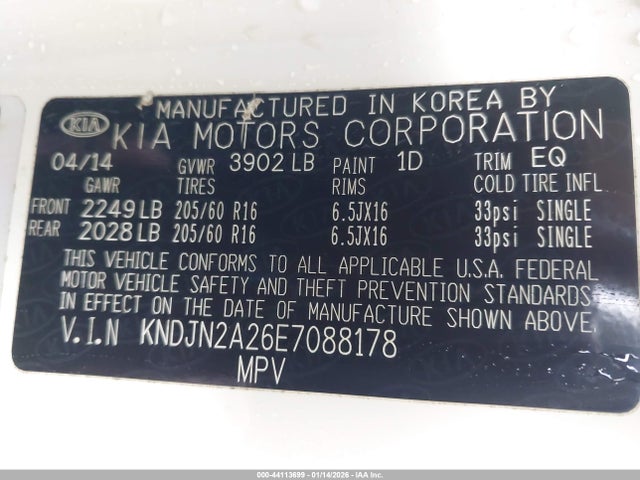 KIA MANUFACTURED IN KOREA BY
KIA MOTORS CORPORATION
04/14 GVWR 3902 LB PAINT 1D TRIM EQ
GAWR TIRES RIMS COLD TIRE INFL
FRONT 2249 LB 205/60 R16 6.5JX16 33psi SINGLE
REAR 2028 LB 205/60 R16 6.5JX16 33psi SINGLE
THIS VEHICLE CONFORMS TO ALL APPLICABLE U.S.A. FEDERAL
MOTOR VEHICLE SAFETY AND THEFT PREVENTION STANDARDS
IN EFFECT ON THE DATE OF MANUFACTURE SHOWN ABOVE.
V.I.N KNDJN2A26E7088178
MPV
000-44113699 - 01/14/2026 - IAA Inc.